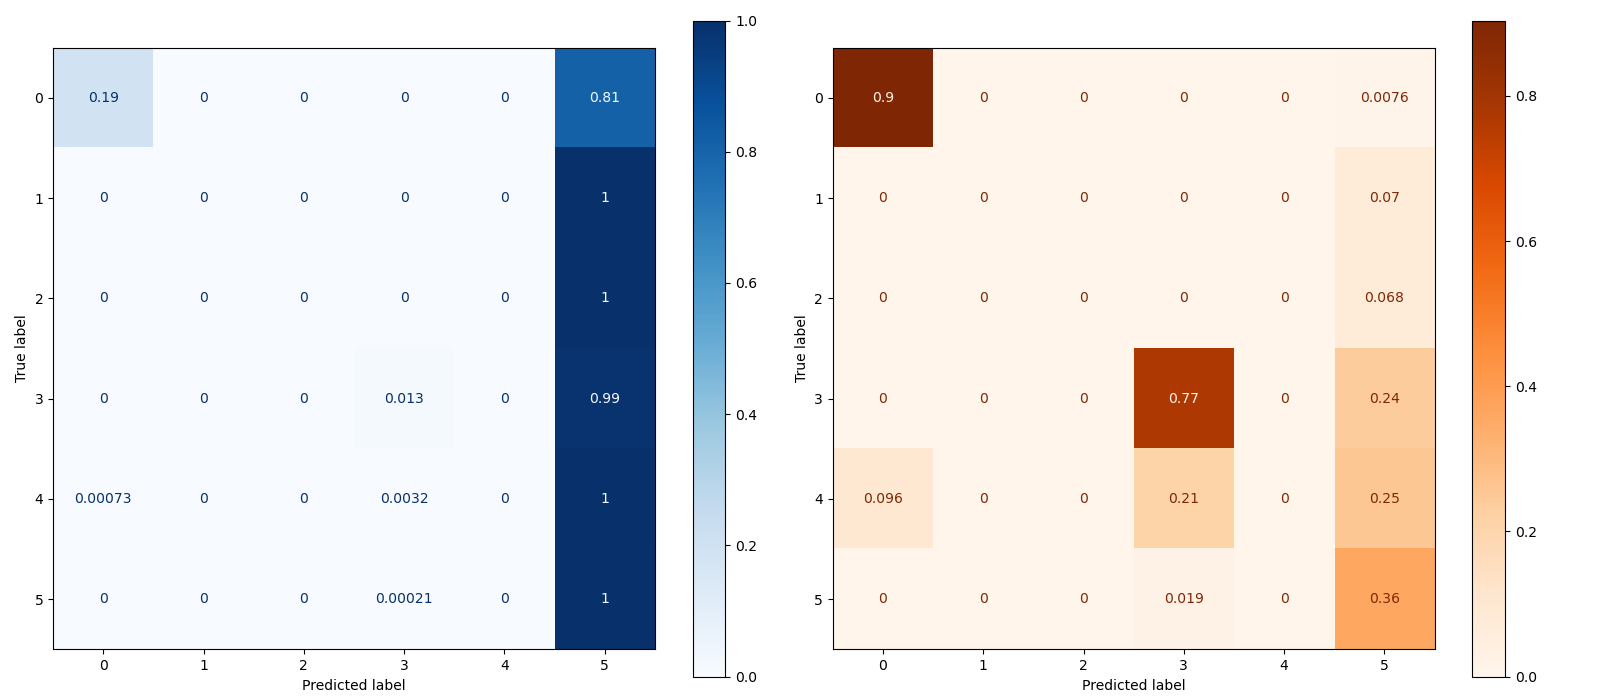 1.0
0.8
0.6
0.4
0.2
0.0
0 0.19 0 0 0 0 0.81
1 0 0 0 0 0 1
2 0 0 0 0 0 1
3 0 0 0 0.013 0 0.99
4 0.00073 0 0 0.0032 0 1
5 0 0 0 0.00021 0 1
0 1 2 3 4 5
True label
Predicted label
0.8
0.6
0.4
0.2
0.0
0 0.9 0 0 0 0 0.0076
1 0 0 0 0 0 0.07
2 0 0 0 0 0 0.068
3 0 0 0 0.77 0 0.24
4 0.096 0 0 0.21 0 0.25
5 0 0 0 0.019 0 0.36
0 1 2 3 4 5
True label
Predicted label